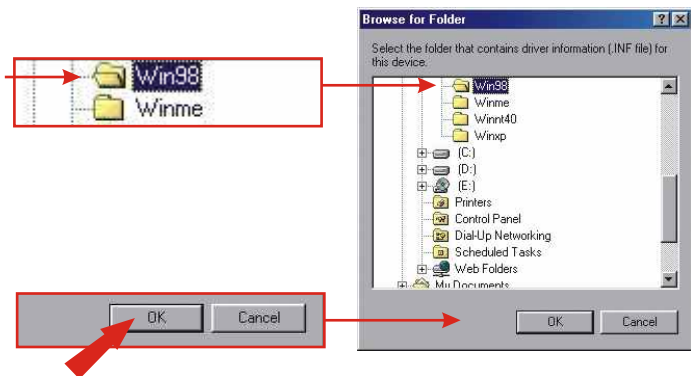 Win98
Winme
Browse for Folder
Select the folder that contains driver information (.INF file) for
this device.
Win98
Winme
Winnt40
Winxp
(C:)
(D:)
(E:)
Printers
Control Panel
Dial-Up Networking
Scheduled Tasks
Web Folders
My Documents
OK Cancel
OK Cancel